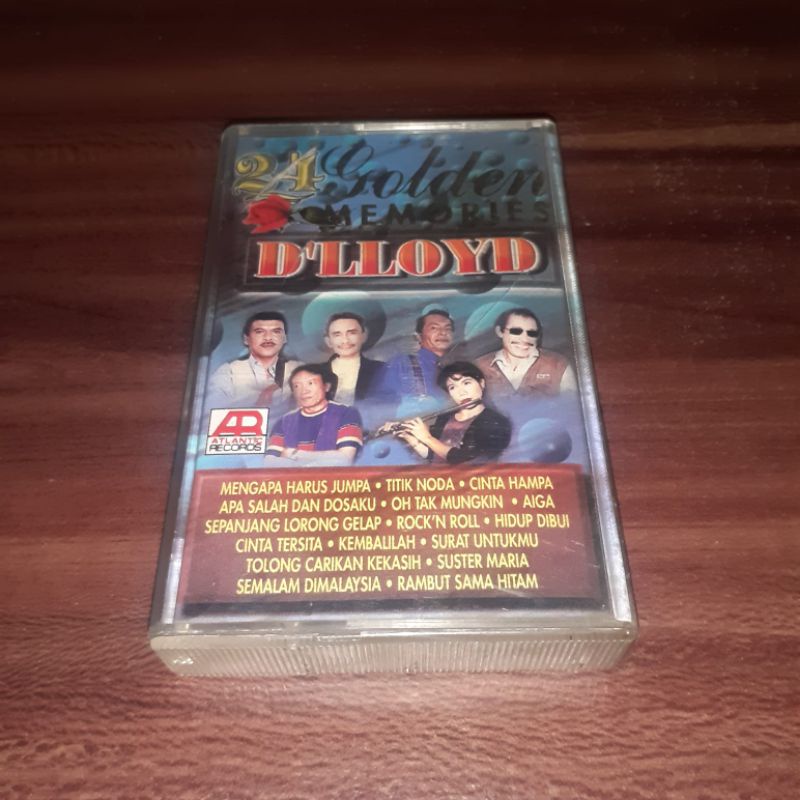 24 Golden
MEMORIES
D'LLOYD
AR
ATLANTIC
RECORDS
MENGAPA HARUS JUMPA • TITIK NODA • CINTA HAMPA
APA SALAH DAN DOSAKU • OH TAK MUNGKIN • AIGA
SEPANJANG LORONG GELAP • ROCK'N ROLL • HIDUP DIBUI
CINTA TERSITA • KEMBALILAH • SURAT UNTUKMU
TOLONG CARIKAN KEKASIH • SUSTER MARIA
SEMALAM DIMALAYSIA • RAMBUT SAMA HITAM